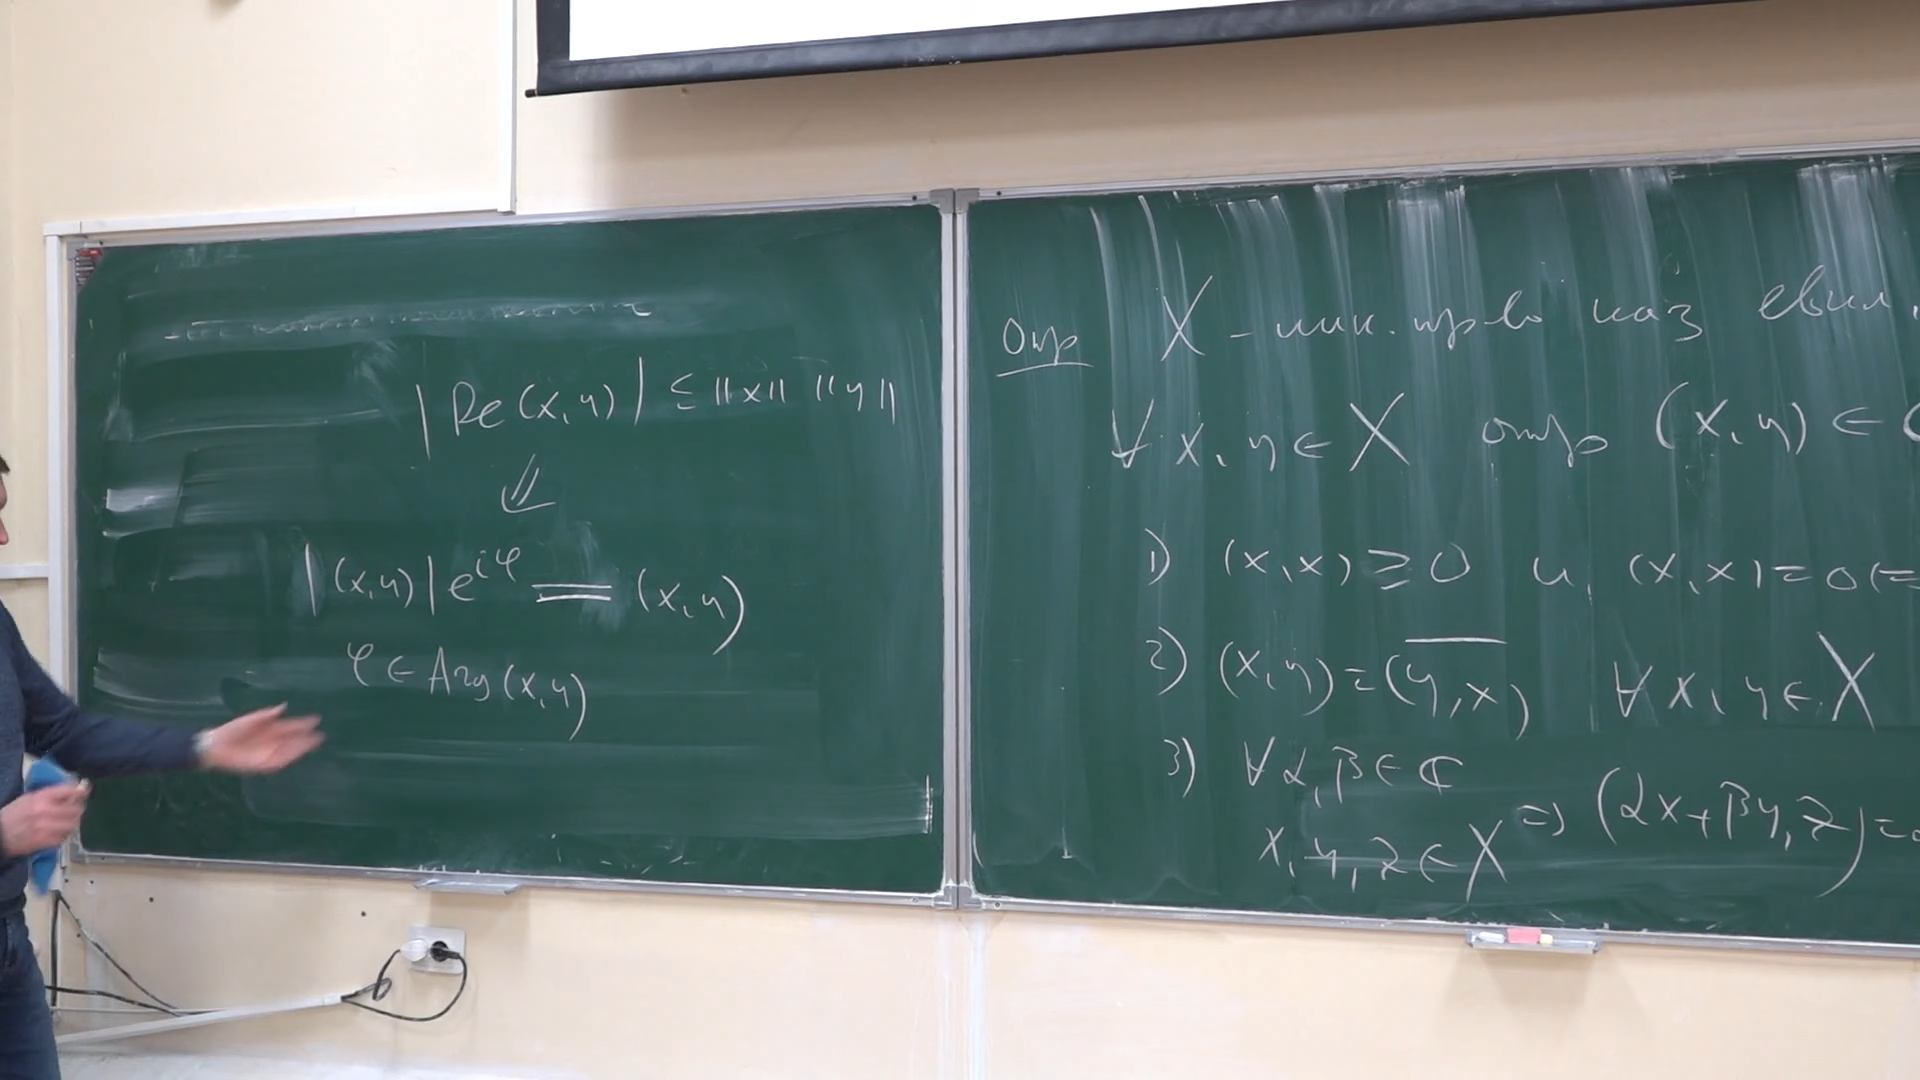 |Re(x,y)| ≤ ||x|| ||y||
⇓
|(x,y)|e^{iφ} = (x,y)
φ ∈ Arg(x,y)
Опр X - лин. пр-во наз евкл.
∀ x, y ∈ X опр (x,y) ∈
1) (x,x) ≥ 0 и (x,x) = 0 (=
2) (x,y) = \overline{(y,x)} ∀ x, y ∈ X
3) ∀ α, β ∈ ℂ
x, y, z ∈ X => (αx+βy, z) =